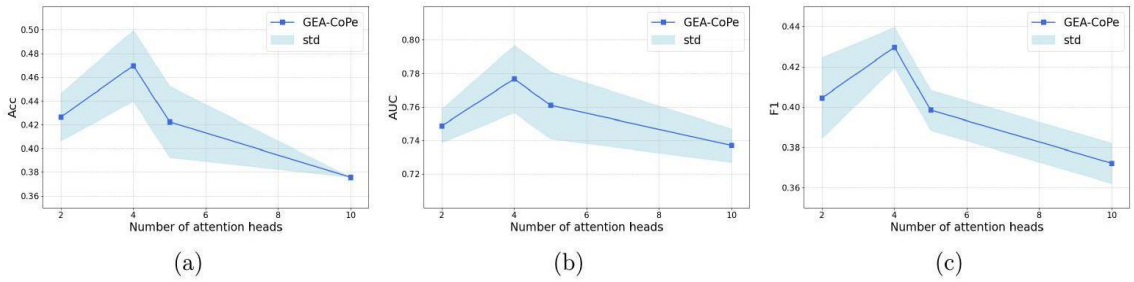 0.50
0.48
0.46
0.44
0.42
0.40
0.38
0.36
Acc
2
4
6
8
10
Number of attention heads
GEA-CoPe
std
(a)
0.80
0.78
0.76
0.74
0.72
AUC
2
4
6
8
10
Number of attention heads
GEA-CoPe
std
(b)
0.44
0.42
0.40
0.38
0.36
F1
2
4
6
8
10
Number of attention heads
GEA-CoPe
std
(c)